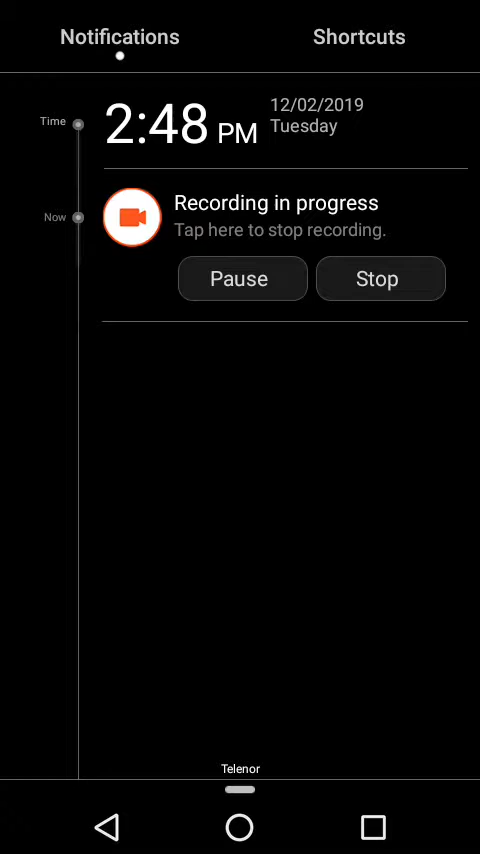 Notifications Shortcuts
Time
2:48 PM
12/02/2019
Tuesday
Now
Recording in progress
Tap here to stop recording.
Pause Stop
Telenor